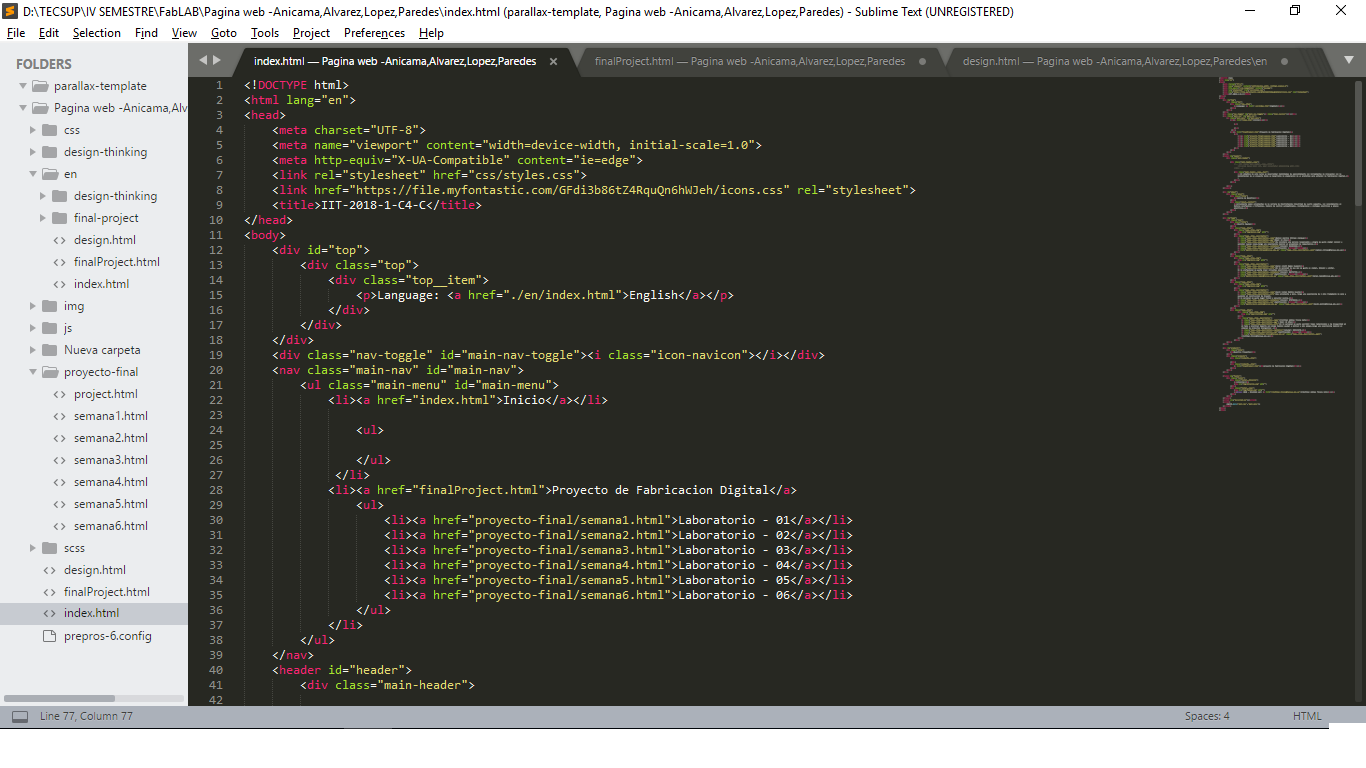 D:\TECSUP\IV SEMESTRE\FabLAB\Pagina web -Anicama,Alvarez,Lopez,Paredes\index.html (parallax-template, Pagina web -Anicama,Alvarez,Lopez,Paredes) - Sublime Text (UNREGISTERED)
File Edit Selection Find View Goto Tools Project Preferences Help
FOLDERS
parallax-template
Pagina web -Anicama,Alv
css
design-thinking
en
design-thinking
final-project
design.html
finalProject.html
index.html
img
js
Nueva carpeta
proyecto-final
project.html
semana1.html
semana2.html
semana3.html
semana4.html
semana5.html
semana6.html
scss
design.html
finalProject.html
index.html
prepros-6.config
index.html — Pagina web -Anicama,Alvarez,Lopez,Paredes × finalProject.html — Pagina web -Anicama,Alvarez,Lopez,Paredes design.html — Pagina web -Anicama,Alvarez,Lopez,Paredes\en
1 <!DOCTYPE html>
2 <html lang="en">
3 <head>
4 <meta charset="UTF-8">
5 <meta name="viewport" content="width=device-width, initial-scale=1.0">
6 <meta http-equiv="X-UA-Compatible" content="ie=edge">
7 <link rel="stylesheet" href="css/styles.css">
8 <link href="https://file.myfontastic.com/GFdi3b86tZ4RquQn6hWJeh/icons.css" rel="stylesheet">
9 <title>IIT-2018-1-C4-C</title>
10 </head>
11 <body>
12 <div id="top">
13 <div class="top">
14 <div class="top__item">
15 <p>Language: <a href="./en/index.html">English</a></p>
16 </div>
17 </div>
18 </div>
19 <div class="nav-toggle" id="main-nav-toggle"><i class="icon-navicon"></i></div>
20 <nav class="main-nav" id="main-nav">
21 <ul class="main-menu" id="main-menu">
22 <li><a href="index.html">Inicio</a></li>
23
24 <ul>
25
26 </ul>
27 </li>
28 <li><a href="finalProject.html">Proyecto de Fabricacion Digital</a>
29 <ul>
30 <li><a href="proyecto-final/semana1.html">Laboratorio - 01</a></li>
31 <li><a href="proyecto-final/semana2.html">Laboratorio - 02</a></li>
32 <li><a href="proyecto-final/semana3.html">Laboratorio - 03</a></li>
33 <li><a href="proyecto-final/semana4.html">Laboratorio - 04</a></li>
34 <li><a href="proyecto-final/semana5.html">Laboratorio - 05</a></li>
35 <li><a href="proyecto-final/semana6.html">Laboratorio - 06</a></li>
36 </ul>
37 </li>
38 </ul>
39 </nav>
40 <header id="header">
41 <div class="main-header">
42
Line 77, Column 77 Spaces: 4 HTML